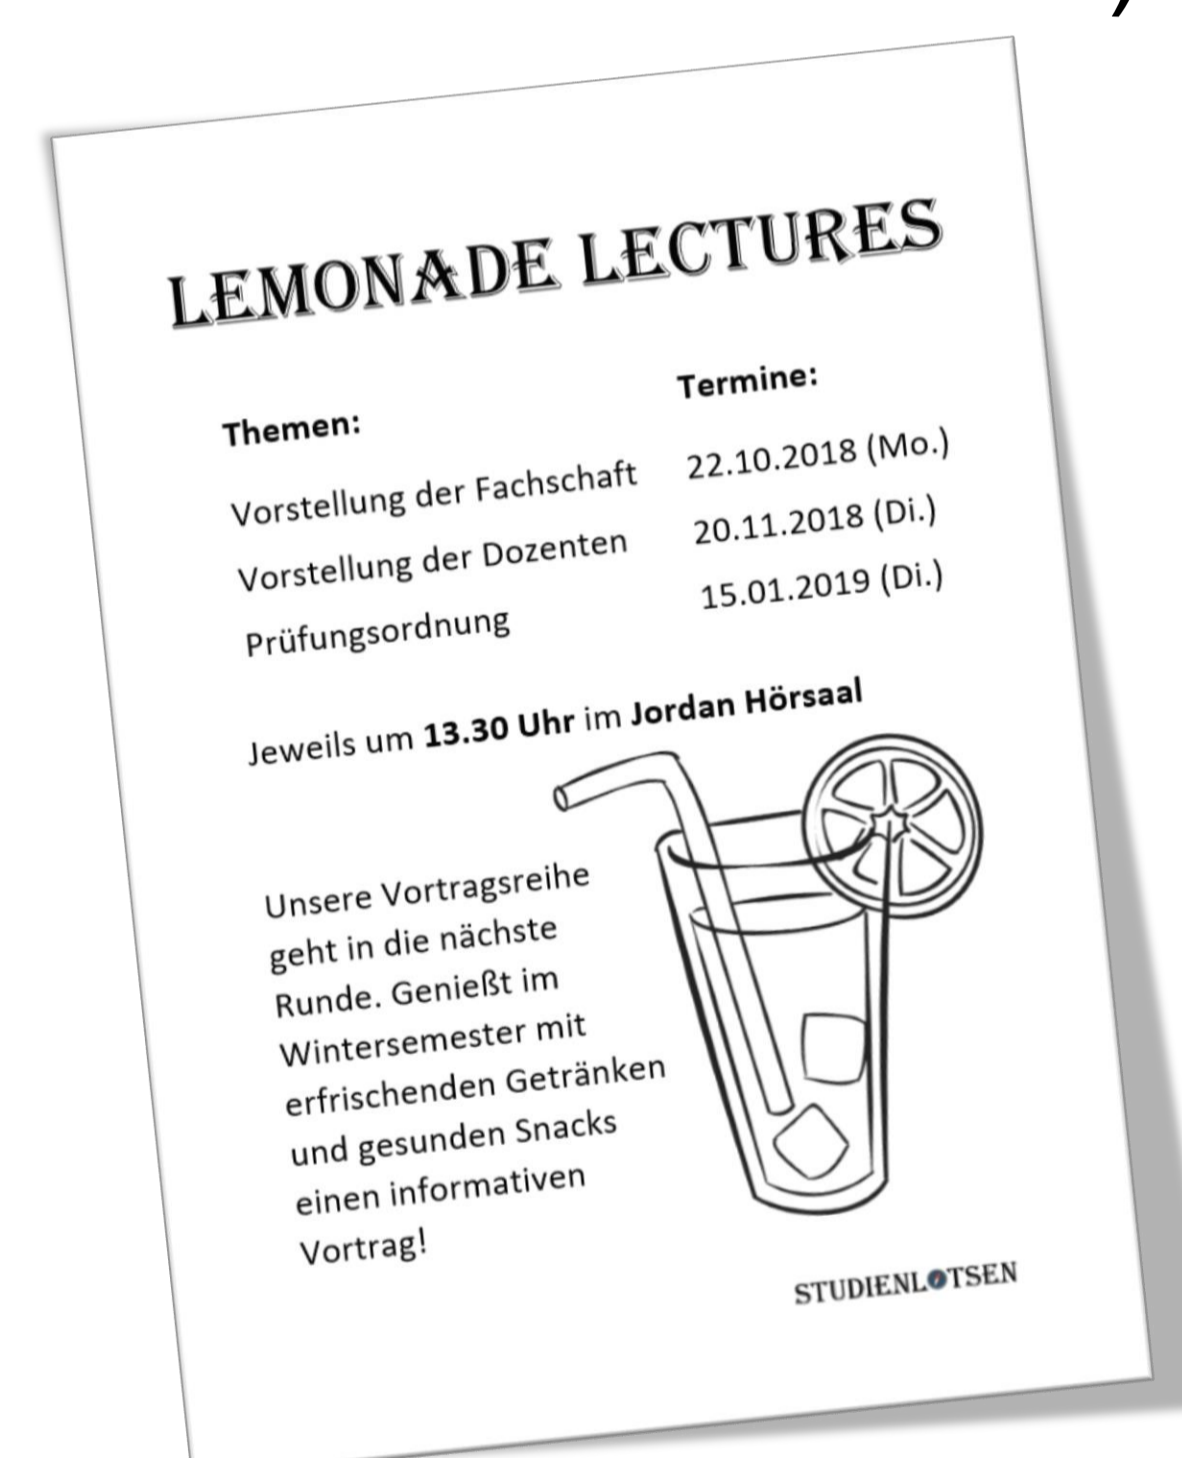 LEMONADE LECTURES
Themen:
Termine:
Vorstellung der Fachschaft 22.10.2018 (Mo.)
Vorstellung der Dozenten 20.11.2018 (Di.)
Prüfungsordnung 15.01.2019 (Di.)
Jeweils um 13.30 Uhr im Jordan Hörsaal
Unsere Vortragsreihe
geht in die nächste
Runde. Genießt im
Wintersemester mit
erfrischenden Getränken
und gesunden Snacks
einen informativen
Vortrag!
STUDIENLOTSEN